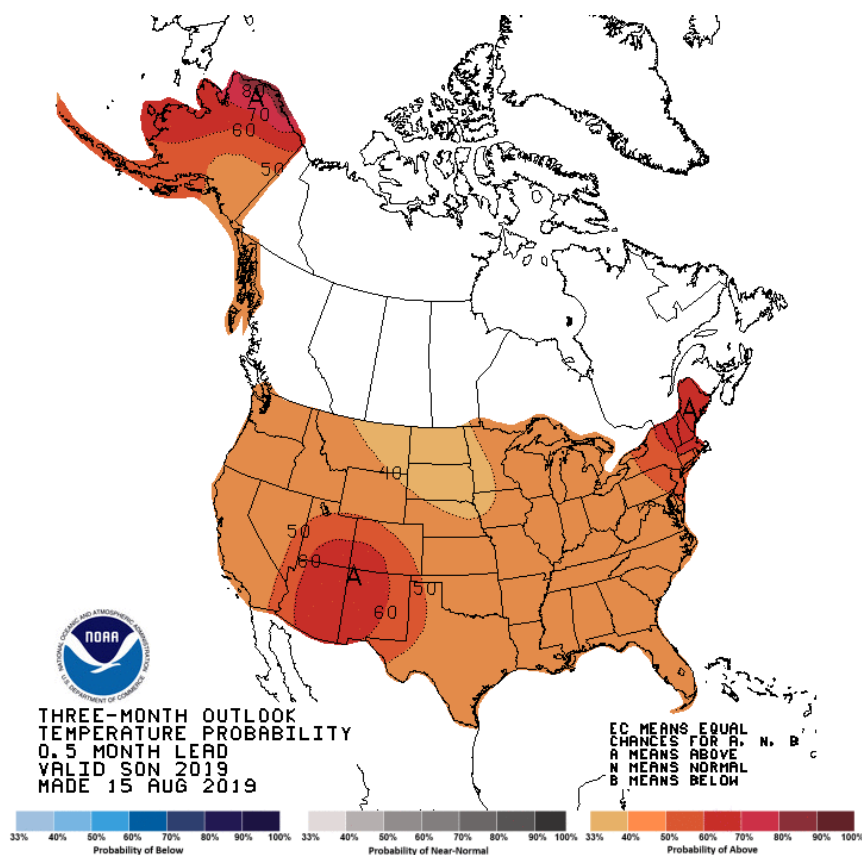 80
A
70
60
50
A
40
50
60
A
50
60
NOAA
NATIONAL OCEANIC AND ATMOSPHERIC ADMINISTRATION
U.S. DEPARTMENT OF COMMERCE
THREE-MONTH OUTLOOK
TEMPERATURE PROBABILITY
0.5 MONTH LEAD
VALID SON 2019
MADE 15 AUG 2019
EC MEANS EQUAL
CHANCES FOR A, N, B
A MEANS ABOVE
N MEANS NORMAL
B MEANS BELOW
33% 40% 50% 60% 70% 80% 90% 100%
Probability of Below
33% 40% 50% 60% 70% 80% 90% 100%
Probability of Near-Normal
33% 40% 50% 60% 70% 80% 90% 100%
Probability of Above